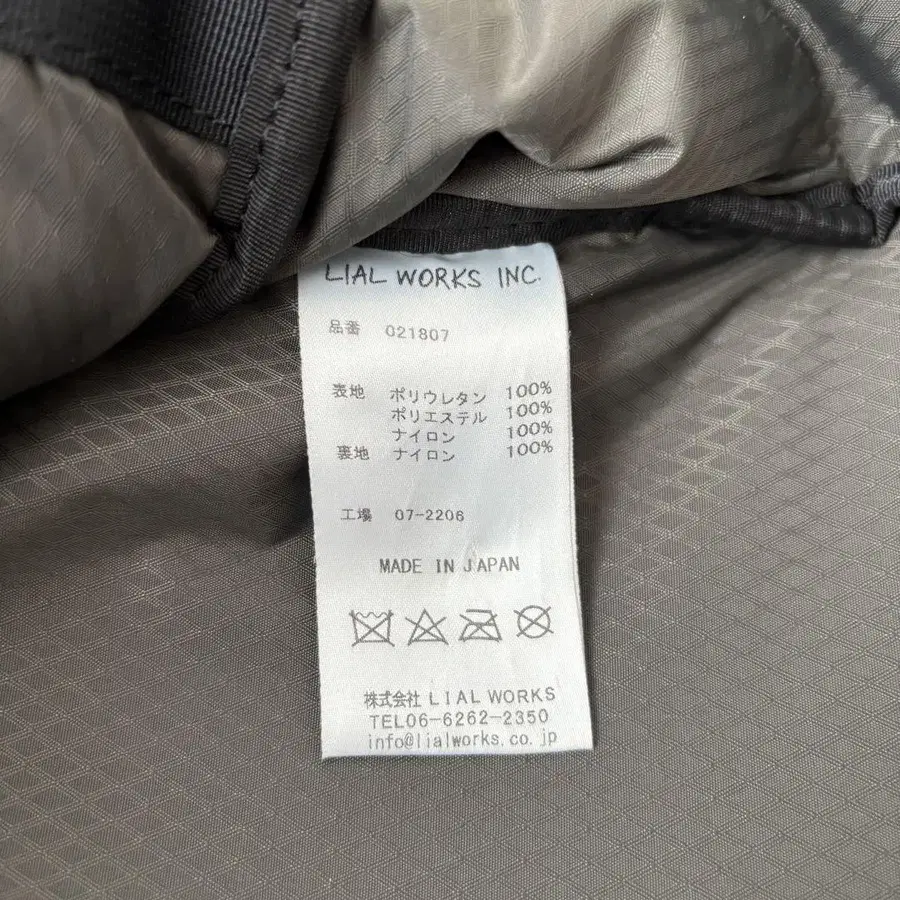 LIAL WORKS INC.
品番 021807
表地 ポリウレタン 100%
ポリエステル 100%
ナイロン 100%
裏地 ナイロン 100%
工場 07-2206
MADE IN JAPAN
株式会社 LIAL WORKS
TEL06-6262-2350
info@lialworks.co.jp